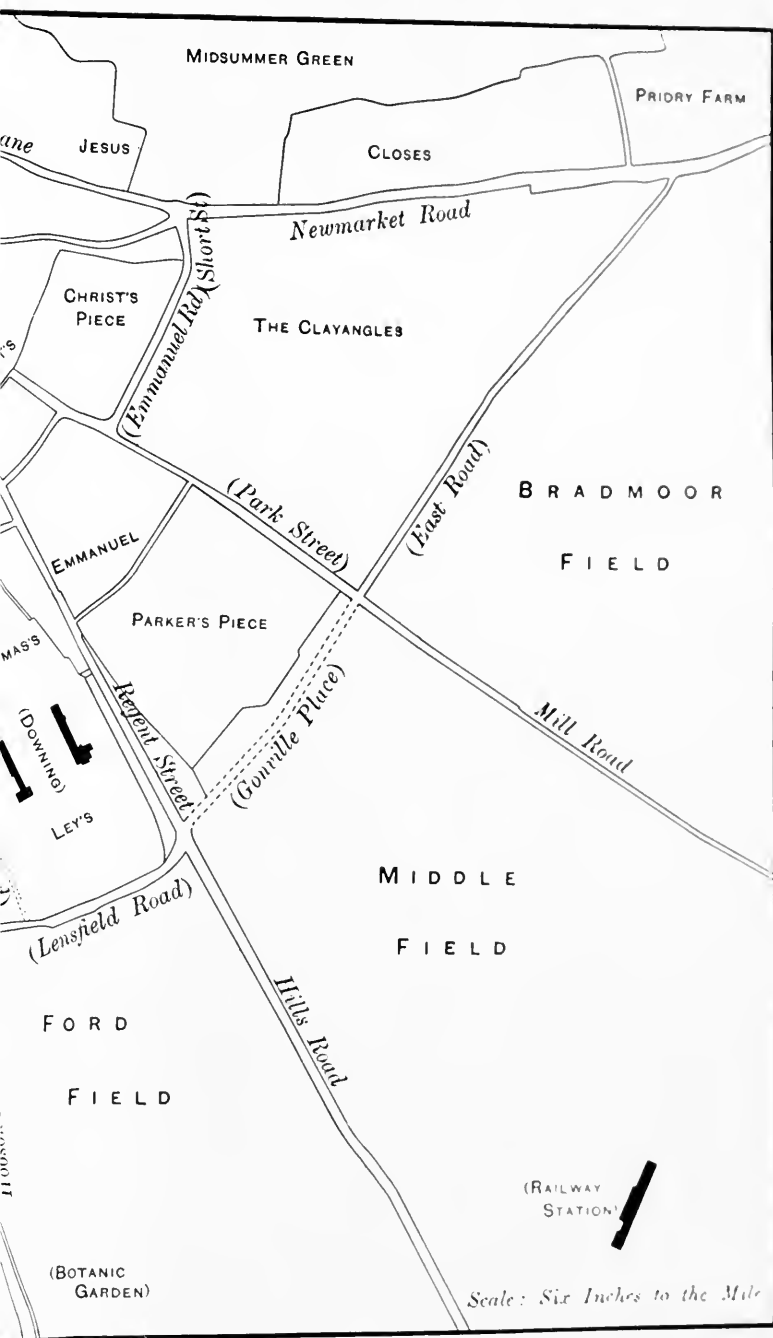 MIDSUMMER GREEN
PRIORY FARM
ane
JESUS
CLOSES
Newmarket Road
(Short St)
CHRIST'S
PIECE
(Emmanuel Rd)
THE CLAYANGLES
T'S
(Park Street)
(East Road)
BRADMOOR
FIELD
EMMANUEL
PARKER'S PIECE
MAS'S
(DOWNING)
Regent Street
(Gonville Place)
Mill Road
LEY'S
MIDDLE
FIELD
(Lensfield Road)
Hills Road
FORD
FIELD
(RAILWAY
STATION)
(BOTANIC
GARDEN)
Scale: Six Inches to the Mile